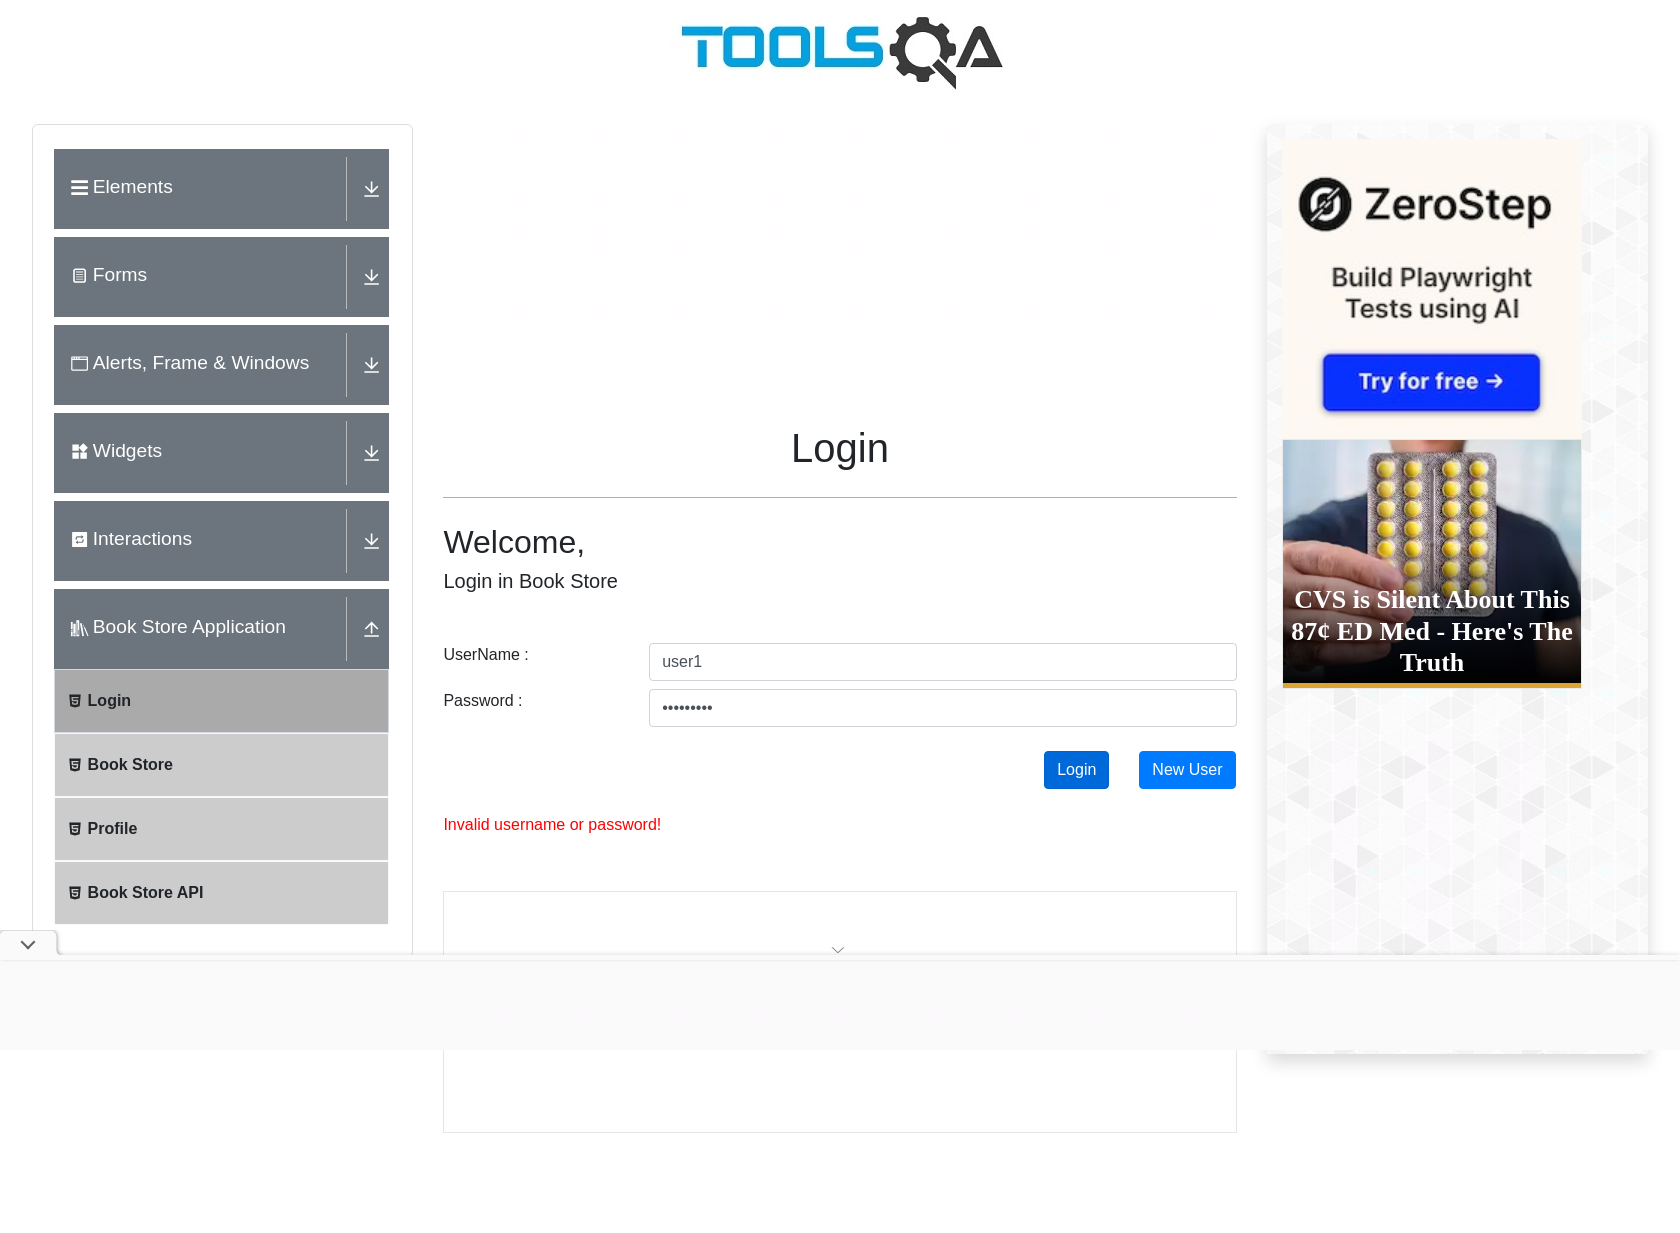 TOOLSQA
Elements
Forms
Alerts, Frame & Windows
Widgets
Interactions
Book Store Application
Login
Book Store
Profile
Book Store API
Login
Welcome,
Login in Book Store
UserName :
user1
Password :
•••••••••
Login
New User
Invalid username or password!
ZeroStep
Build Playwright
Tests using AI
Try for free →
CVS is Silent About This
87¢ ED Med - Here's The
Truth